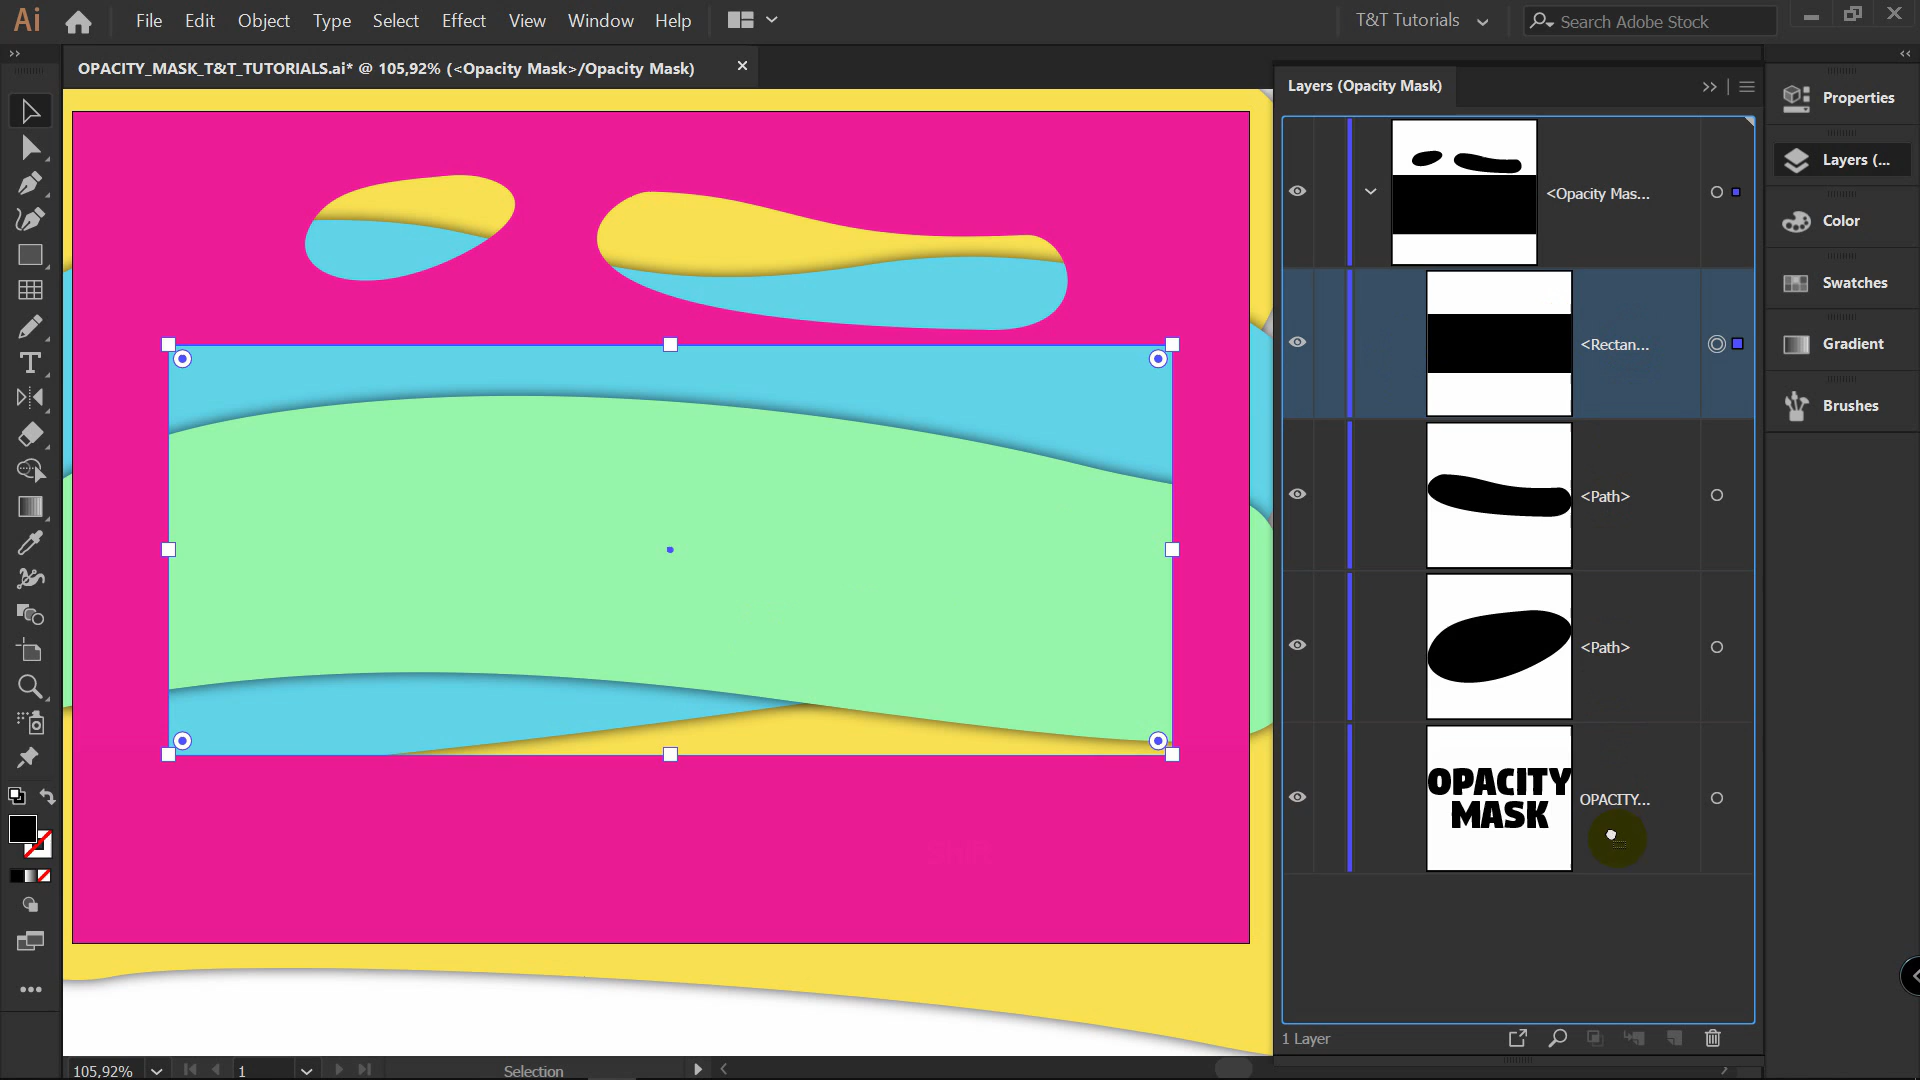 Ai File Edit Object Type Select Effect View Window Help T&T Tutorials Search Adobe Stock
OPACITY_MASK_T&T_TUTORIALS.ai* @ 105,92% (<Opacity Mask>/Opacity Mask)
Layers (Opacity Mask)
Properties
Layers (...
<Opacity Mas...
Color
Swatches
<Rectan...
Gradient
Brushes
<Path>
<Path>
OPACITY
MASK
OPACITY...
Shift
1 Layer
105,92% 1 Selection